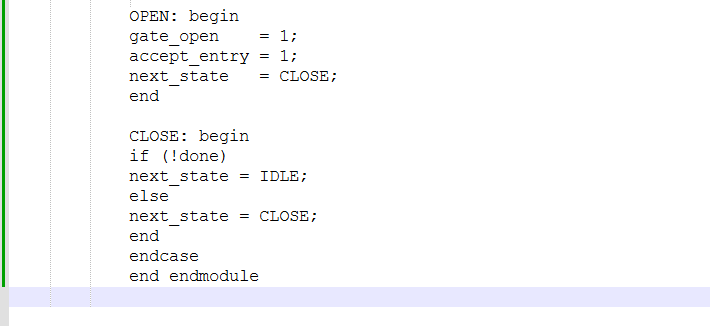 OPEN: begin
gate_open    = 1;
accept_entry = 1;
next_state   = CLOSE;
end

CLOSE: begin
if (!done)
next_state = IDLE;
else
next_state = CLOSE;
end
endcase
end endmodule